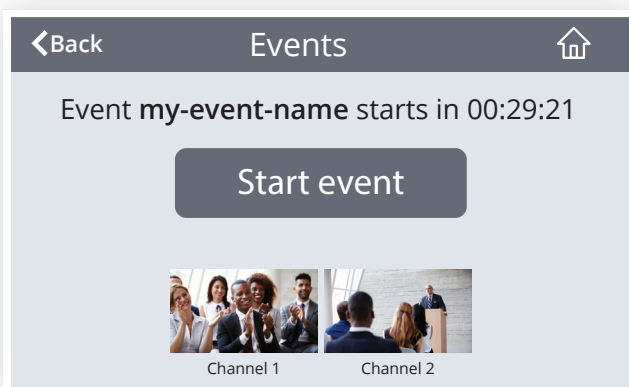 Back Events
Event my-event-name starts in 00:29:21
Start event
Channel 1 Channel 2